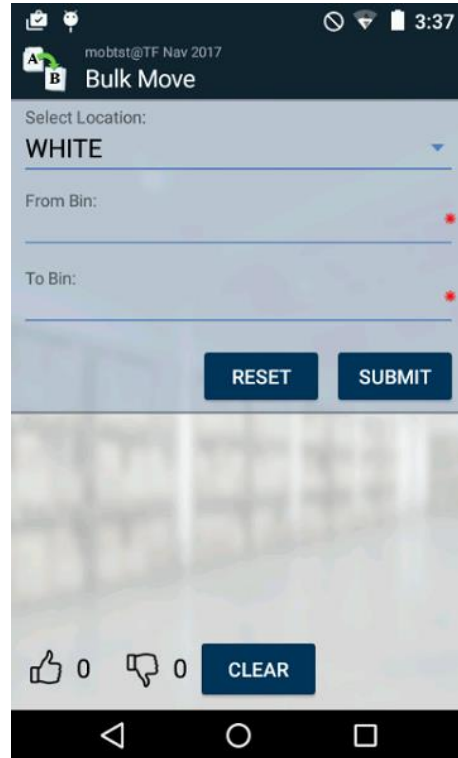 3:37
mobtst@TF Nav 2017
A
B
Bulk Move
Select Location:
WHITE
From Bin:
*
To Bin:
*
RESET SUBMIT
0 0 CLEAR